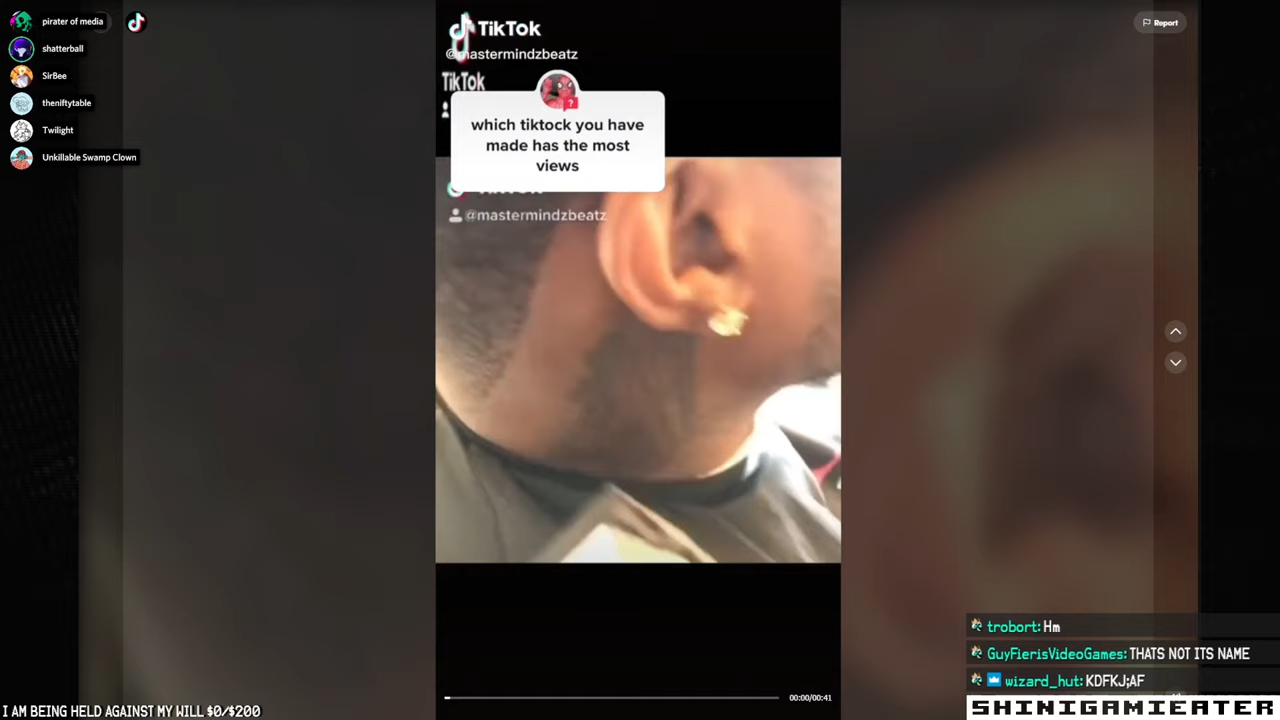 pirater of media
shatterball
SirBee
theniftytable
Twilight
Unkillable Swamp Clown
TikTok
@mastermindzbeatz
TikTok
which tiktock you have
made has the most
views
@mastermindzbeatz
Report
00:00/00:41
trobort: Hm
GuyFierisVideoGames: THATS NOT ITS NAME
wizard_hut: KDFKJ;AF
SHINIGAMIEATER
I AM BEING HELD AGAINST MY WILL $0/$200